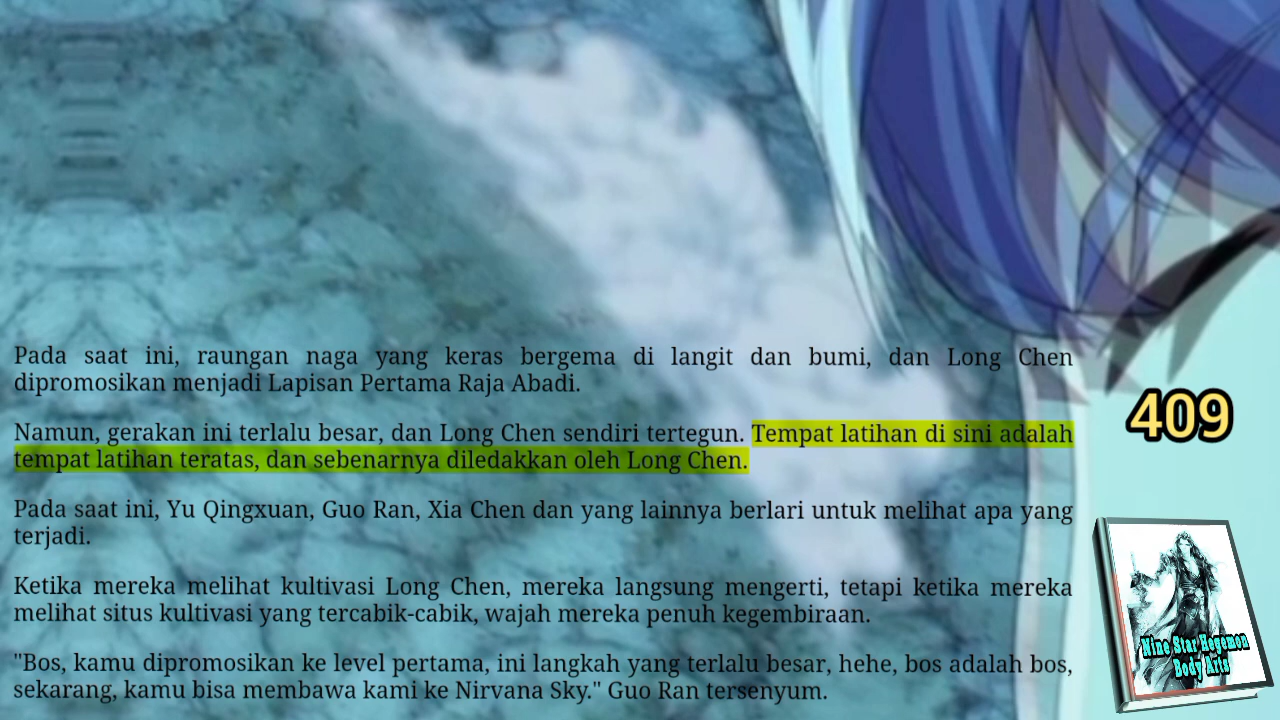 Pada saat ini, raungan naga yang keras bergema di langit dan bumi, dan Long Chen
dipromosikan menjadi Lapisan Pertama Raja Abadi.
Namun, gerakan ini terlalu besar, dan Long Chen sendiri tertegun. Tempat latihan di sini adalah
tempat latihan teratas, dan sebenarnya diledakkan oleh Long Chen.
Pada saat ini, Yu Qingxuan, Guo Ran, Xia Chen dan yang lainnya berlari untuk melihat apa yang
terjadi.
Ketika mereka melihat kultivasi Long Chen, mereka langsung mengerti, tetapi ketika mereka
melihat situs kultivasi yang tercabik-cabik, wajah mereka penuh kegembiraan.
"Bos, kamu dipromosikan ke level pertama, ini langkah yang terlalu besar, hehe, bos adalah bos,
sekarang, kamu bisa membawa kami ke Nirvana Sky." Guo Ran tersenyum.
409
Nine Star Hegemon
Body Arts